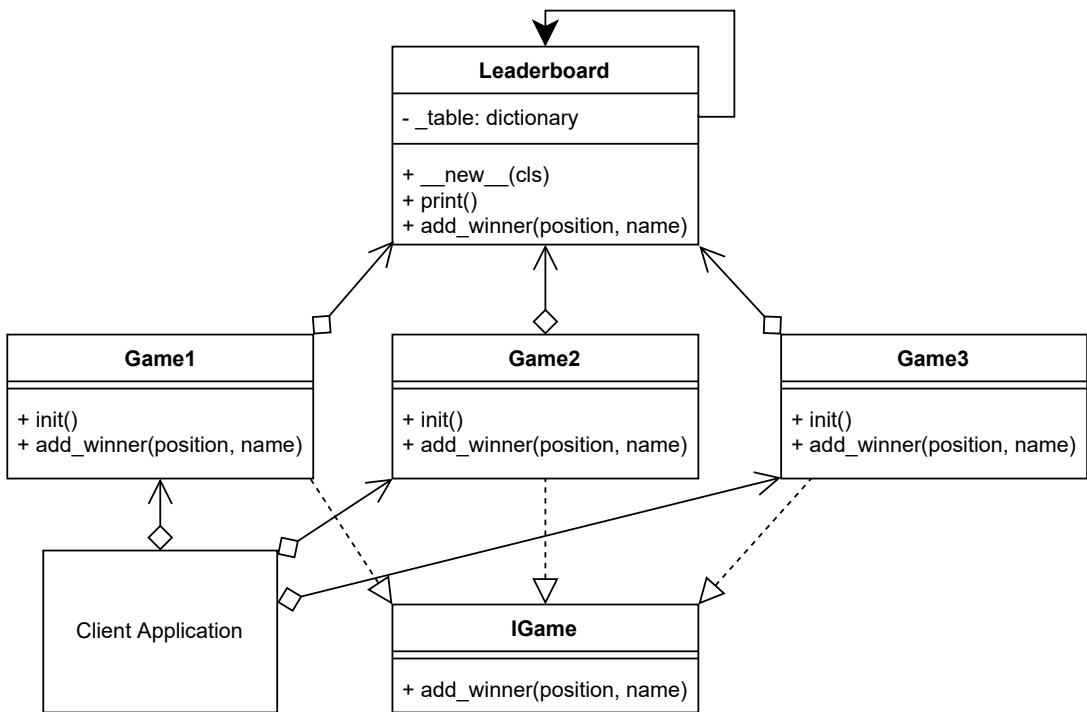 Leaderboard
- _table: dictionary
+ __new__(cls)
+ print()
+ add_winner(position, name)
Game1
+ init()
+ add_winner(position, name)
Game2
+ init()
+ add_winner(position, name)
Game3
+ init()
+ add_winner(position, name)
Client Application
IGame
+ add_winner(position, name)